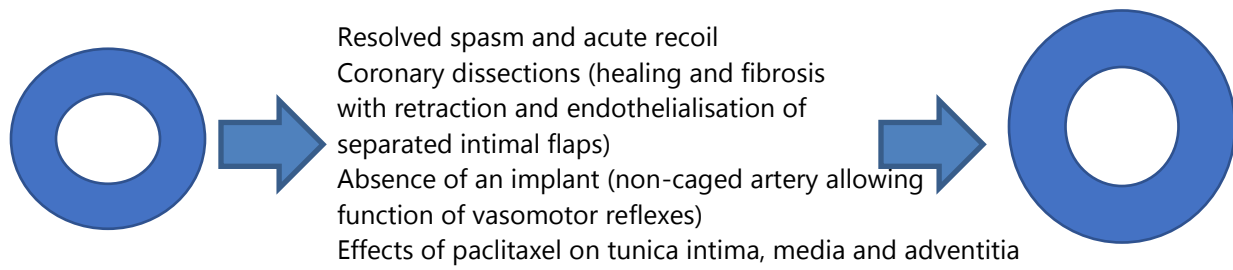 Resolved spasm and acute recoil
Coronary dissections (healing and fibrosis
with retraction and endothelialisation of
separated intimal flaps)
Absence of an implant (non-caged artery allowing
function of vasomotor reflexes)
Effects of paclitaxel on tunica intima, media and adventitia